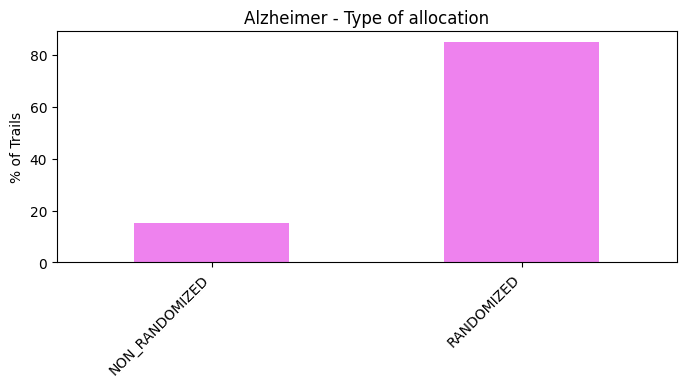 Alzheimer - Type of allocation
% of Trails
80
60
40
20
0
NON_RANDOMIZED
RANDOMIZED